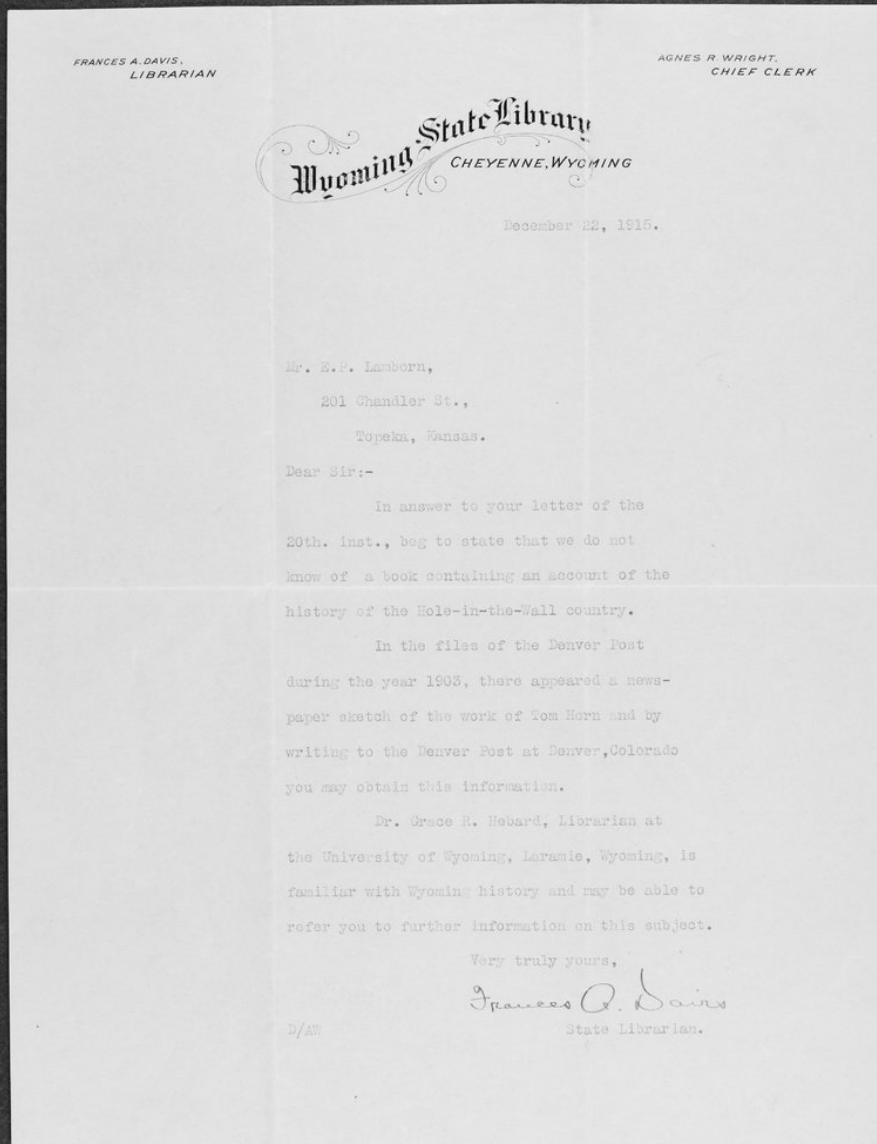 FRANCES A. DAVIS,
LIBRARIAN
AGNES R. WRIGHT,
CHIEF CLERK
Wyoming State Library
CHEYENNE, WYOMING
December 22, 1915.
Mr. E.P. Lamborn,
201 Chandler St.,
Topeka, Kansas.
Dear Sir:-
In answer to your letter of the
20th. inst., beg to state that we do not
know of a book containing an account of the
history of the Hole-in-the-Wall country.
In the files of the Denver Post
during the year 1903, there appeared a news-
paper sketch of the work of Tom Horn and by
writing to the Denver Post at Denver,Colorado
you may obtain this information.
Dr. Grace R. Hebard, Librarian at
the University of Wyoming, Laramie, Wyoming, is
familiar with Wyoming history and may be able to
refer you to further information on this subject.
Very truly yours,
Frances A. Davis
State Librarian.
D/AW